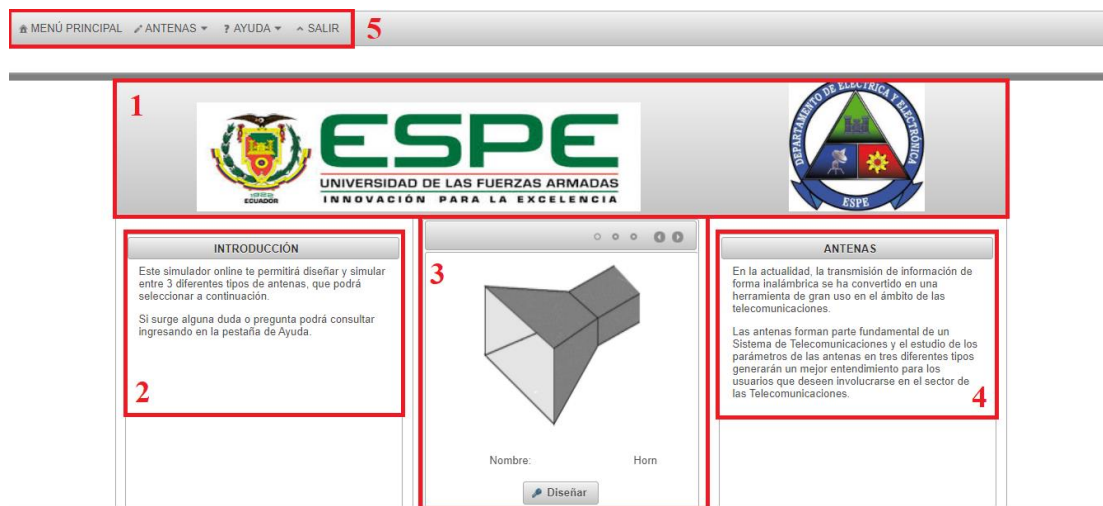 MENÚ PRINCIPAL ANTENAS ? AYUDA SALIR 5
1
ECUADOR
ESPE
UNIVERSIDAD DE LAS FUERZAS ARMADAS
INNOVACIÓN PARA LA EXCELENCIA
DEPARTAMENTO DE ELÉCTRICA Y ELECTRÓNICA
ESPE
INTRODUCCIÓN
Este simulador online te permitirá diseñar y simular
entre 3 diferentes tipos de antenas, que podrá
seleccionar a continuación.
Si surge alguna duda o pregunta podrá consultar
ingresando en la pestaña de Ayuda.
2
3
Nombre: Horn
Diseñar
ANTENAS
En la actualidad, la transmisión de información de
forma inalámbrica se ha convertido en una
herramienta de gran uso en el ámbito de las
telecomunicaciones.
Las antenas forman parte fundamental de un
Sistema de Telecomunicaciones y el estudio de los
parámetros de las antenas en tres diferentes tipos
generarán un mejor entendimiento para los
usuarios que deseen involucrarse en el sector de
las Telecomunicaciones.
4